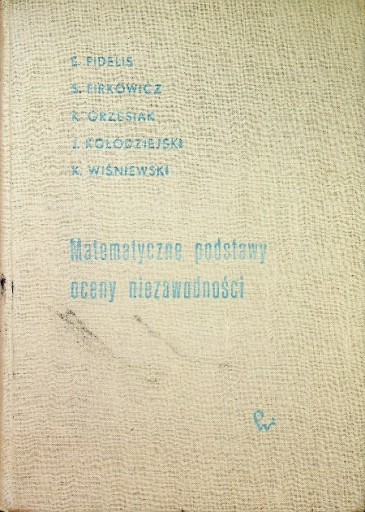 E. FIDELIS
S. FIRKOWICZ
K. GRZESIAK
J. KOŁODZIEJSKI
K. WIŚNIEWSKI
Matematyczne podstawy
oceny niezawodności